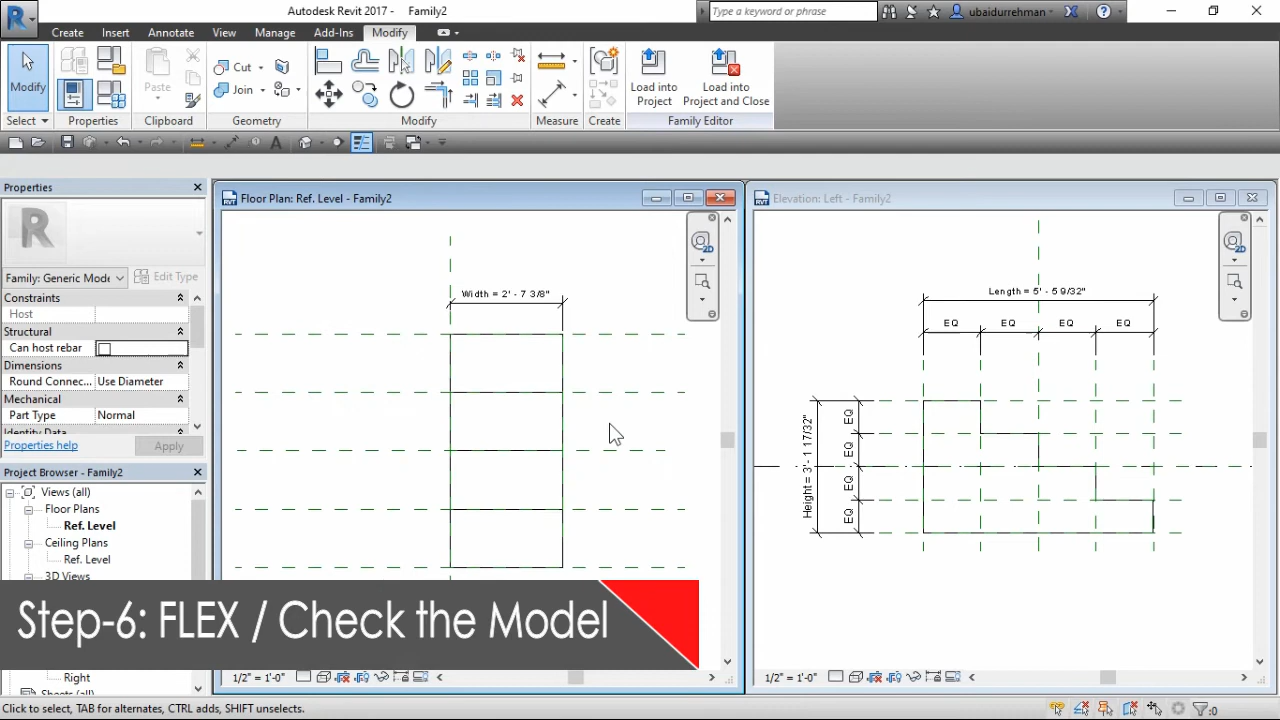 Autodesk Revit 2017 - Family2
Type a keyword or phrase
ubaidurrehman
Create Insert Annotate View Manage Add-Ins Modify
Modify
Paste
Cut
Join
Load into Project
Load into Project and Close
Select Properties Clipboard Geometry Modify Measure Create Family Editor
Properties
Family: Generic Mode
Edit Type
Constraints
Host
Structural
Can host rebar
Dimensions
Round Connec... Use Diameter
Mechanical
Part Type Normal
Identity Data
Properties help
Apply
Project Browser - Family2
Views (all)
Floor Plans
Ref. Level
Ceiling Plans
Ref. Level
3D Views
Right
Sheets (all)
Floor Plan: Ref. Level - Family2
2D
Width = 2' - 7 3/8"
1/2" = 1'-0"
Elevation: Left - Family2
2D
Length = 5' - 5 9/32"
EQ EQ EQ EQ
Height = 3' - 1 17/32"
EQ EQ EQ EQ
1/2" = 1'-0"
Step-6: FLEX / Check the Model
Click to select, TAB for alternates, CTRL adds, SHIFT unselects.
:0